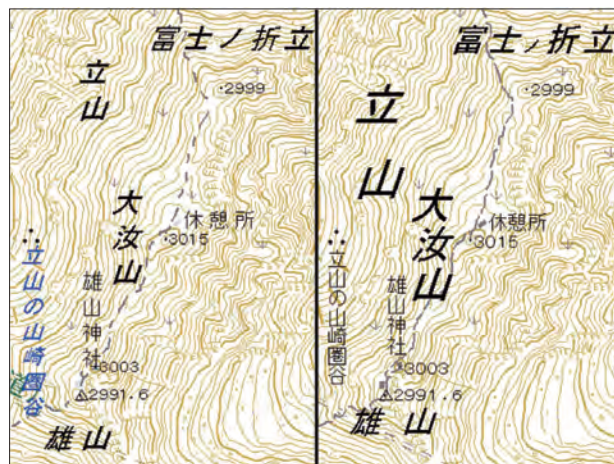 富士ノ折立
立山
・2999
大汝山
休憩所
・3015
∴立山の山崎圏谷
雄山神社
・3003
△2991.6
雄山
富士ノ折立
立山
・2999
大汝山
休憩所
・3015
∴立山の山崎圏谷
雄山神社
・3003
△2991.6
雄山